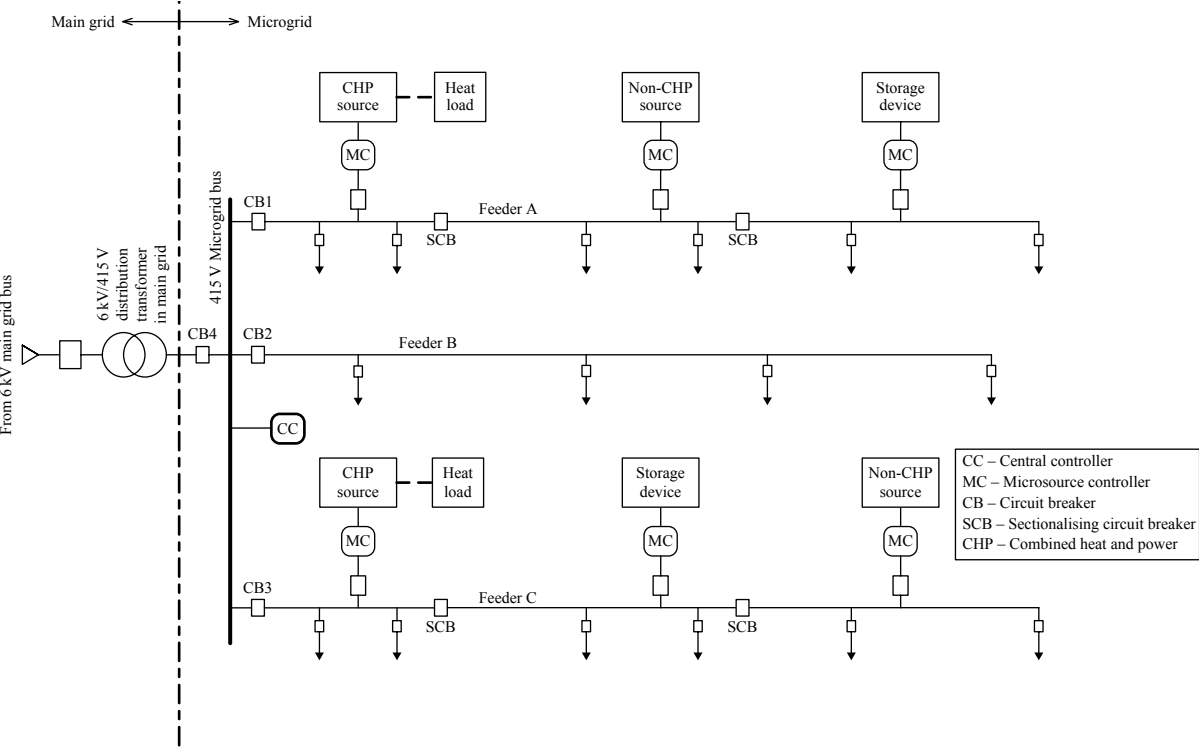 Main grid
Microgrid
CHP
source
Heat
load
Non-CHP
source
Storage
device
MC
MC
MC
CB1
Feeder A
SCB
SCB
415 V Microgrid bus
6 kV/415 V
distribution
transformer
in main grid
From 6 kV main grid bus
CB4
CB2
Feeder B
CC
CHP
source
Heat
load
Storage
device
Non-CHP
source
MC
MC
MC
CB3
Feeder C
SCB
SCB
CC – Central controller
MC – Microsource controller
CB – Circuit breaker
SCB – Sectionalising circuit breaker
CHP – Combined heat and power